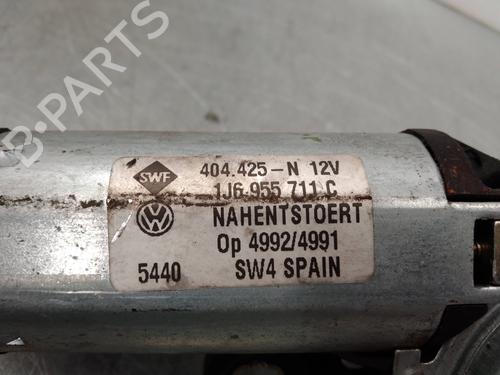 SWF 404.425-N 12V
1J6 955 711 C
NAHENTSTOERT
Op 4992/4991
5440 SW4 SPAIN
B-PARTS